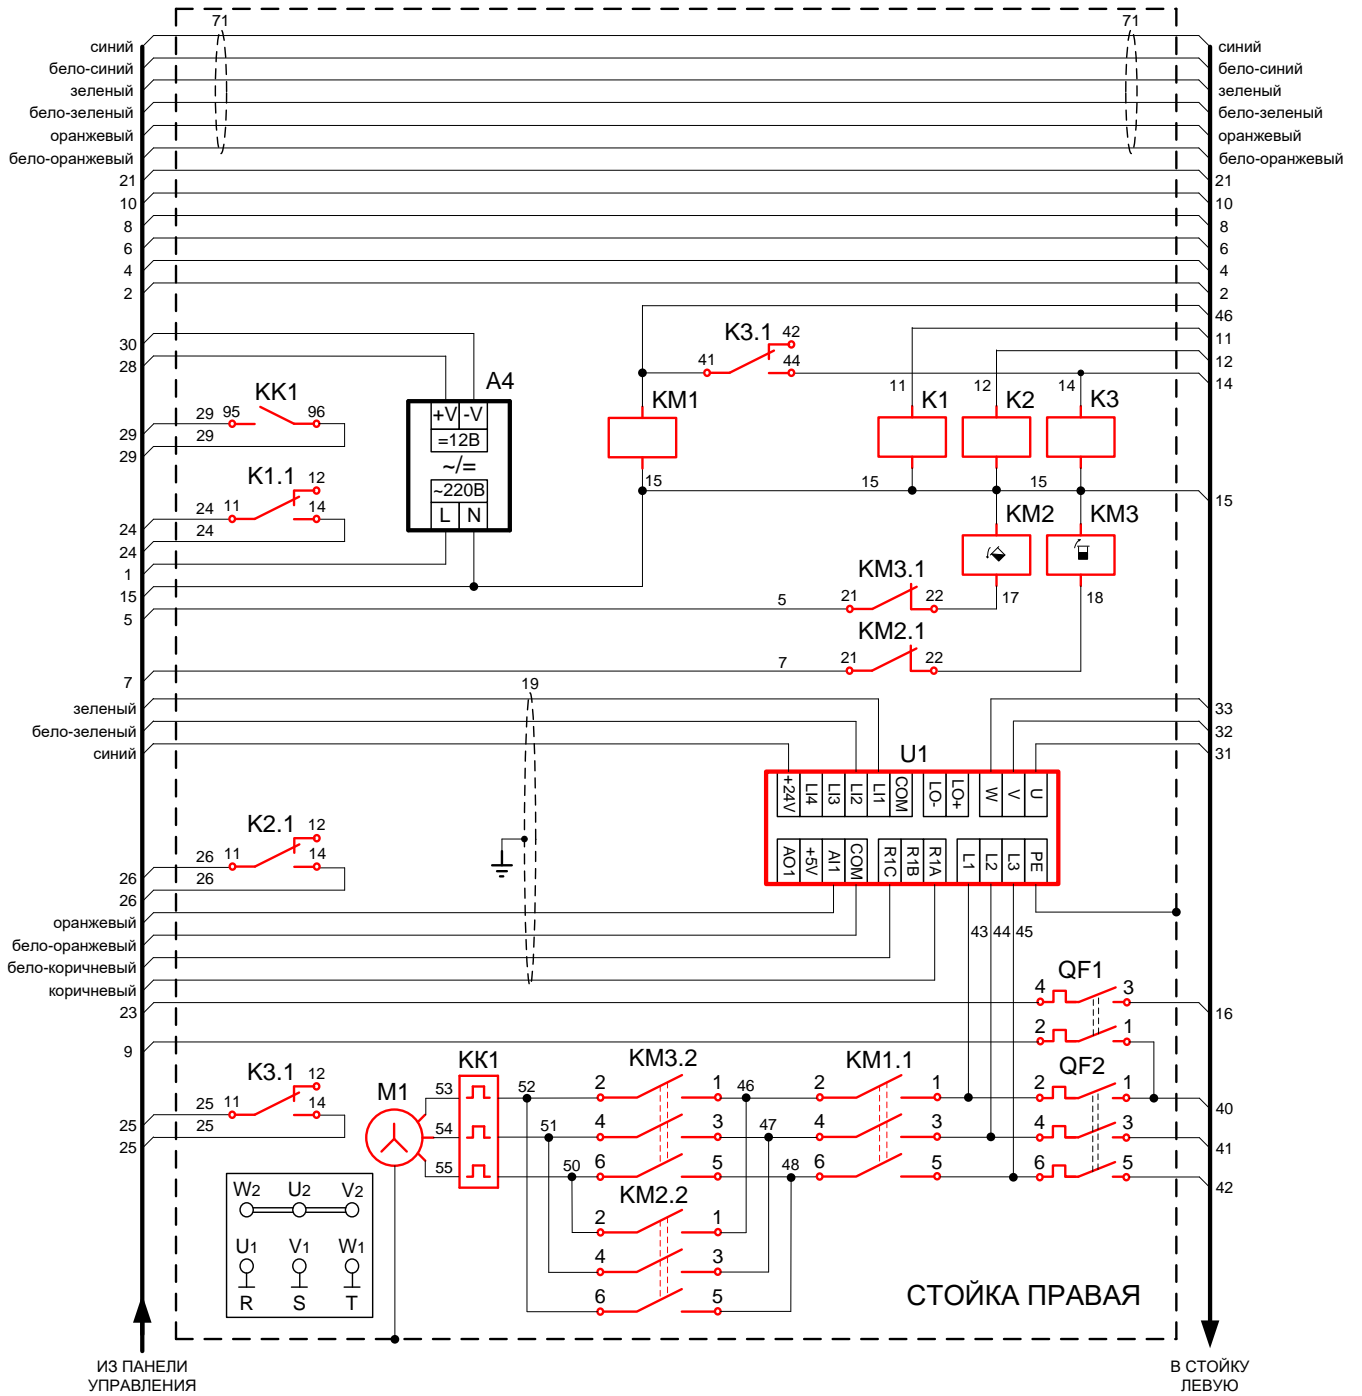 71 71
синий синий
бело-синий бело-синий
зеленый зеленый
бело-зеленый бело-зеленый
оранжевый оранжевый
бело-оранжевый бело-оранжевый
21 21
10 10
8 8
6 6
4 4
2 2
46
30 K3.1 42 11
28 41 44 12
A4 11 12 14 14
KK1 +V -V KM1 K1 K2 K3
29 95 96 =12В
29 29
29
~/=
K1.1 12 ~220В 15 15 15 15
24 11 14 L N KM2 KM3
24 24
24
1 KM3.1
15 5 21 22 17 18
5 KM2.1
7 21 22
7 19
зеленый 33
бело-зеленый 32
синий 31
U1
+24V LI4 LI3 LI2 LI1 COM LO- LO+ W V U
K2.1 12
26 11 14 AO1 +5V AI1 COM R1C R1B R1A L1 L2 L3 PE
26 26
26
оранжевый 43 44 45
бело-оранжевый
бело-коричневый QF1
коричневый 4 3
23 16
2 1
9
K3.1 12 M1 53 KK1 52 KM3.2 KM1.1 QF2
25 11 14 2 1 46 2 1 2 1 40
25 25 54 51 4 3 47 4 3 4 3 41
25 55 50 6 5 48 6 5 6 5 42
W2 U2 V2 KM2.2
2 1
U1 V1 W1 4 3
R S T 6 5
СТОЙКА ПРАВАЯ
ИЗ ПАНЕЛИ В СТОЙКУ
УПРАВЛЕНИЯ ЛЕВУЮ